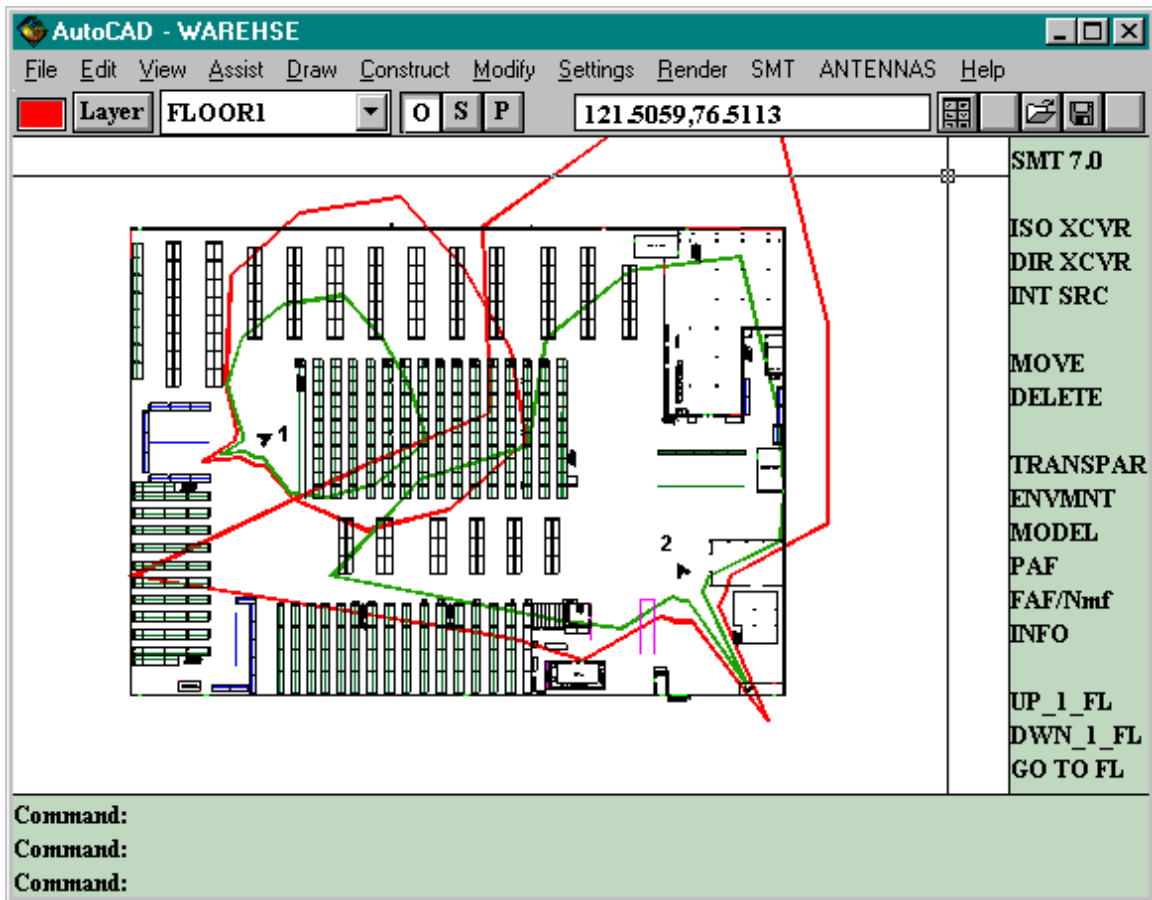 AutoCAD - WAREHSE
File Edit View Assist Draw Construct Modify Settings Render SMT ANTENNAS Help
Layer FLOOR1 O S P 121.5059,76.5113
SMT 7.0
ISO XCVR
DIR XCVR
INT SRC
MOVE
DELETE
TRANSPAR
ENVMNT
MODEL
PAF
FAF/Nmf
INFO
UP_1_FL
DWN_1_FL
GO TO FL
1
2
Command:
Command:
Command: